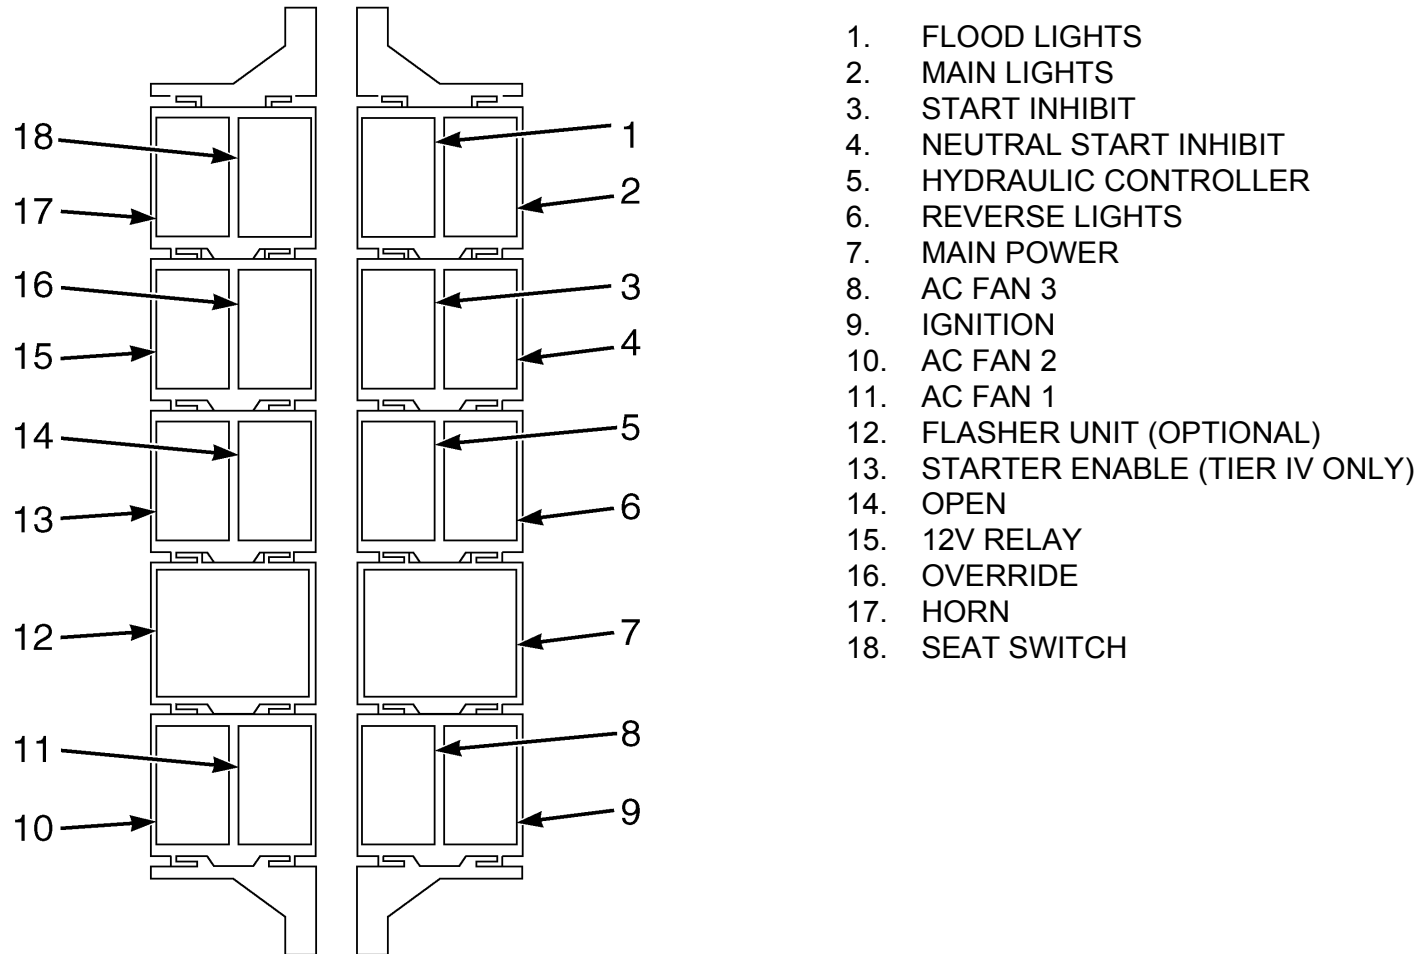 18
17
16
15
14
13
12
11
10
1
2
3
4
5
6
7
8
9
1. FLOOD LIGHTS
2. MAIN LIGHTS
3. START INHIBIT
4. NEUTRAL START INHIBIT
5. HYDRAULIC CONTROLLER
6. REVERSE LIGHTS
7. MAIN POWER
8. AC FAN 3
9. IGNITION
10. AC FAN 2
11. AC FAN 1
12. FLASHER UNIT (OPTIONAL)
13. STARTER ENABLE (TIER IV ONLY)
14. OPEN
15. 12V RELAY
16. OVERRIDE
17. HORN
18. SEAT SWITCH